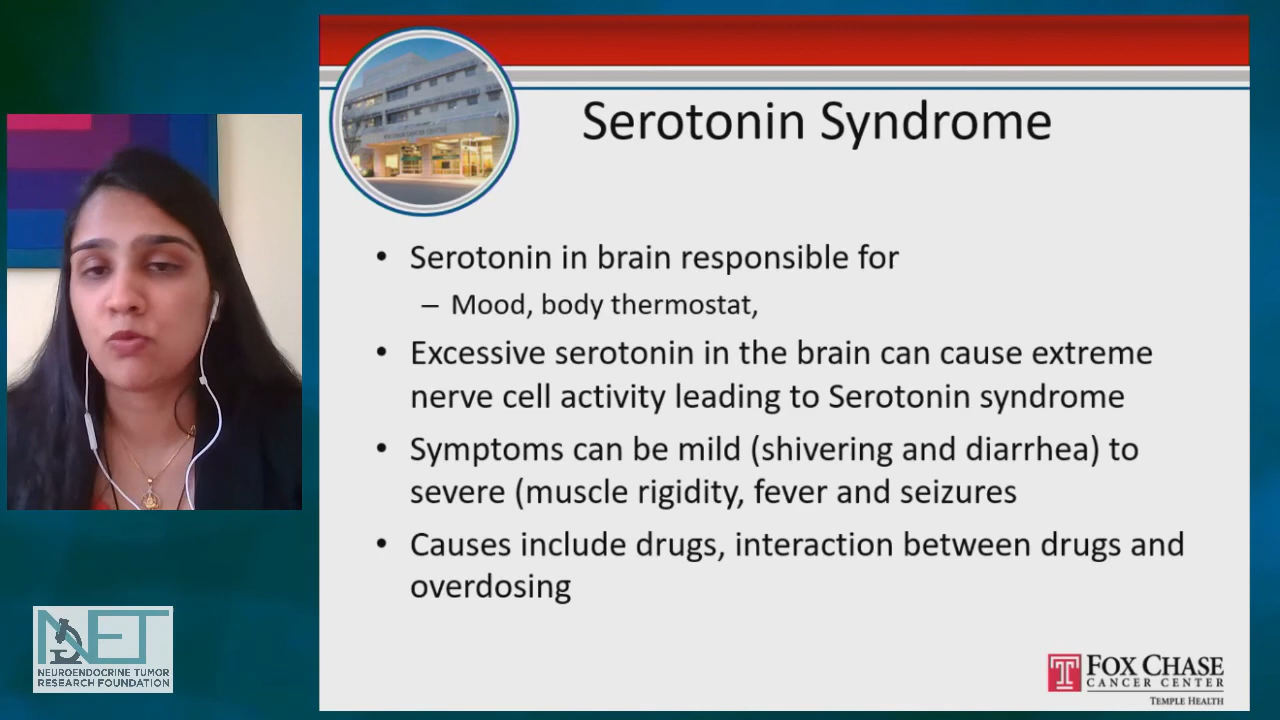 Serotonin Syndrome
• Serotonin in brain responsible for
– Mood, body thermostat,
• Excessive serotonin in the brain can cause extreme
nerve cell activity leading to Serotonin syndrome
• Symptoms can be mild (shivering and diarrhea) to
severe (muscle rigidity, fever and seizures
• Causes include drugs, interaction between drugs and
overdosing
NET
NEUROENDOCRINE TUMOR
RESEARCH FOUNDATION
FOX CHASE
CANCER CENTER
TEMPLE HEALTH